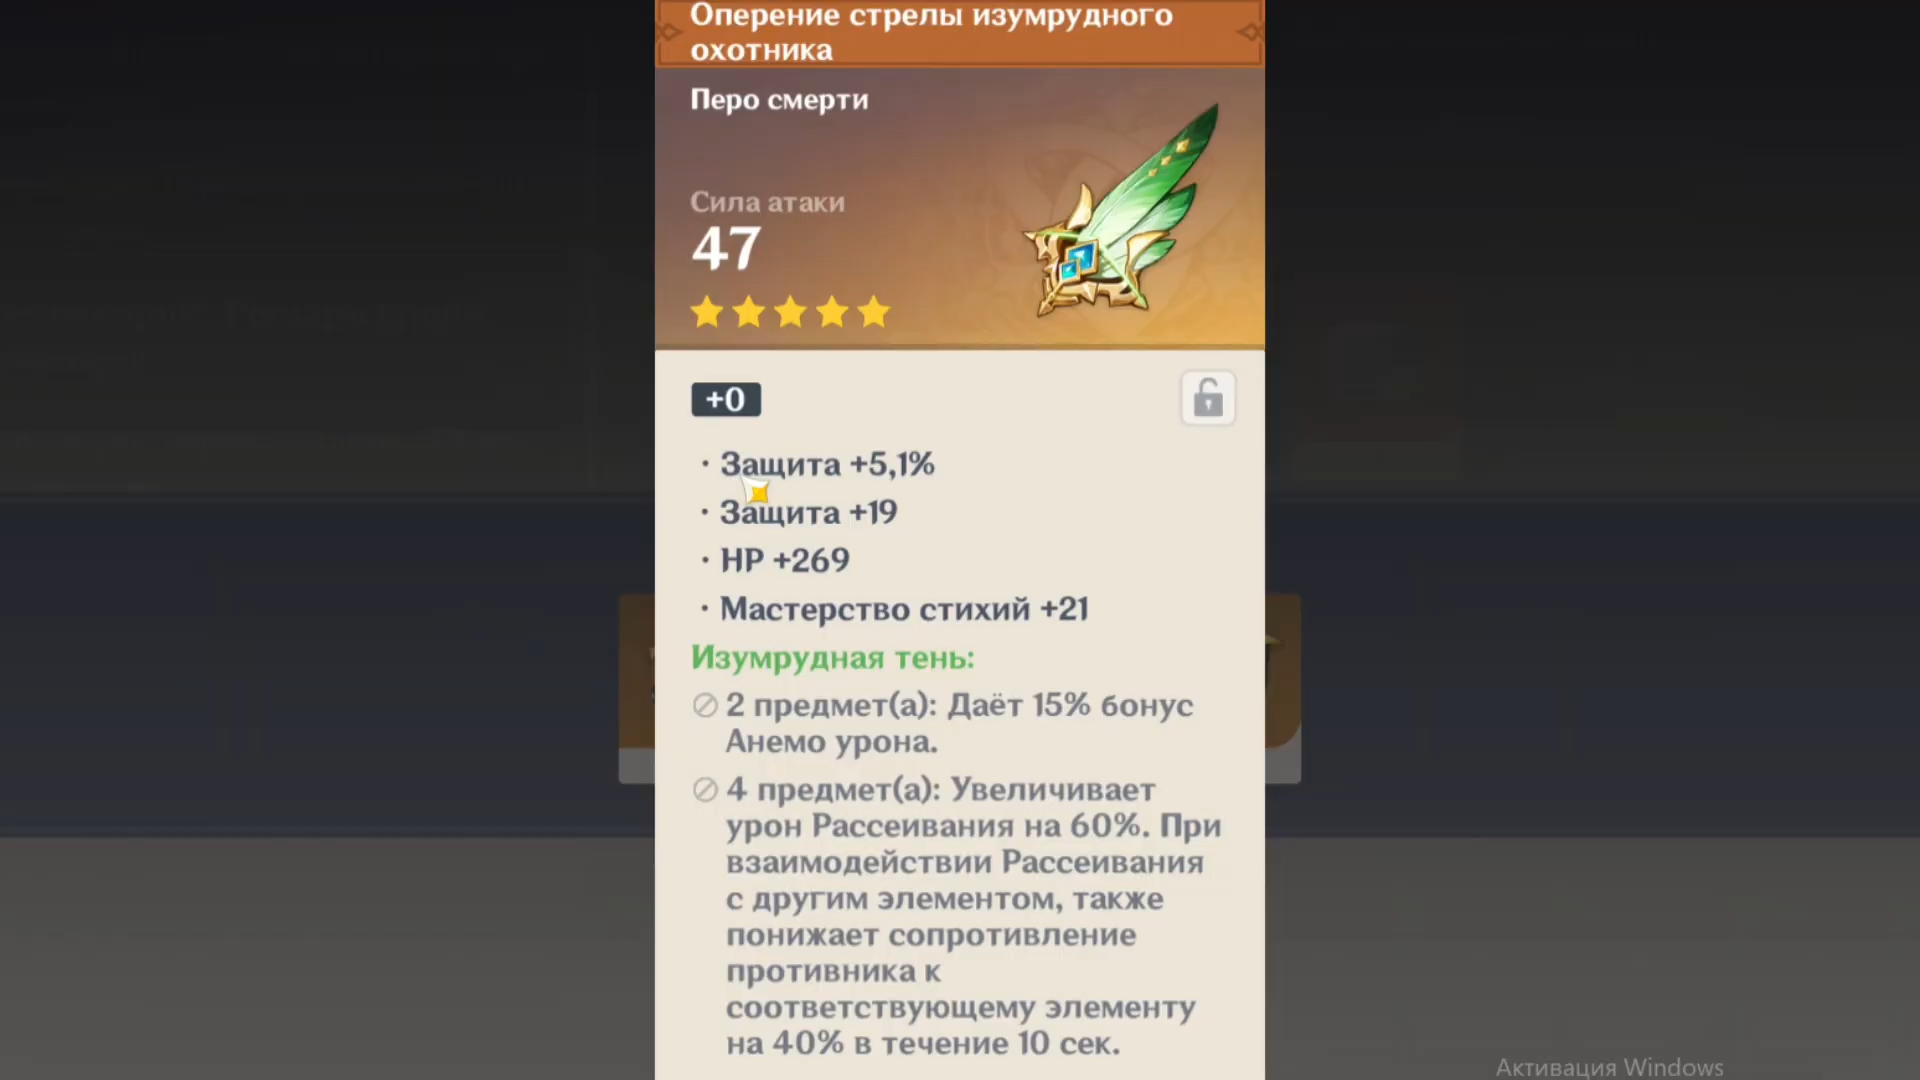 Оперение стрелы изумрудного
охотника
Перо смерти
Сила атаки
47
+0
· Защита +5,1%
· Защита +19
· HP +269
· Мастерство стихий +21
Изумрудная тень:
2 предмет(а): Даёт 15% бонус
Анемо урона.
4 предмет(а): Увеличивает
урон Рассеивания на 60%. При
взаимодействии Рассеивания
с другим элементом, также
понижает сопротивление
противника к
соответствующему элементу
на 40% в течение 10 сек.
Активация Windows